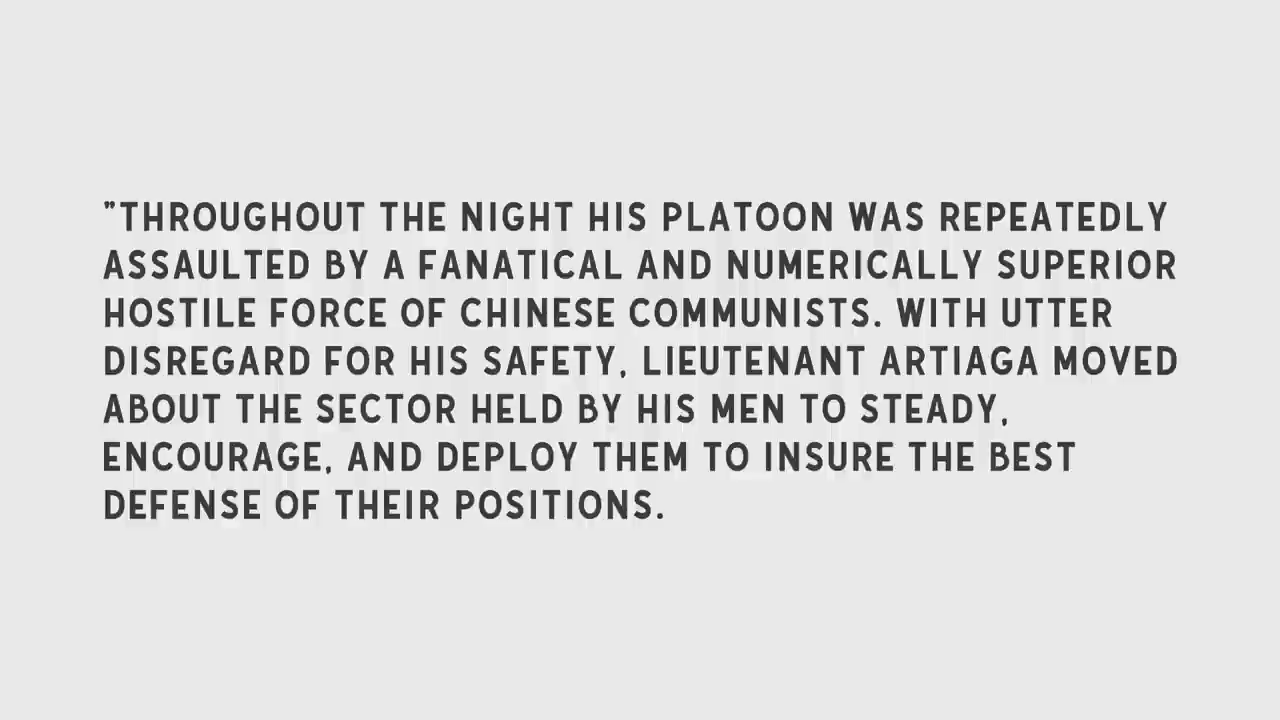 "THROUGHOUT THE NIGHT HIS PLATOON WAS REPEATEDLY
ASSAULTED BY A FANATICAL AND NUMERICALLY SUPERIOR
HOSTILE FORCE OF CHINESE COMMUNISTS. WITH UTTER
DISREGARD FOR HIS SAFETY, LIEUTENANT ARTIAGA MOVED
ABOUT THE SECTOR HELD BY HIS MEN TO STEADY,
ENCOURAGE, AND DEPLOY THEM TO INSURE THE BEST
DEFENSE OF THEIR POSITIONS.